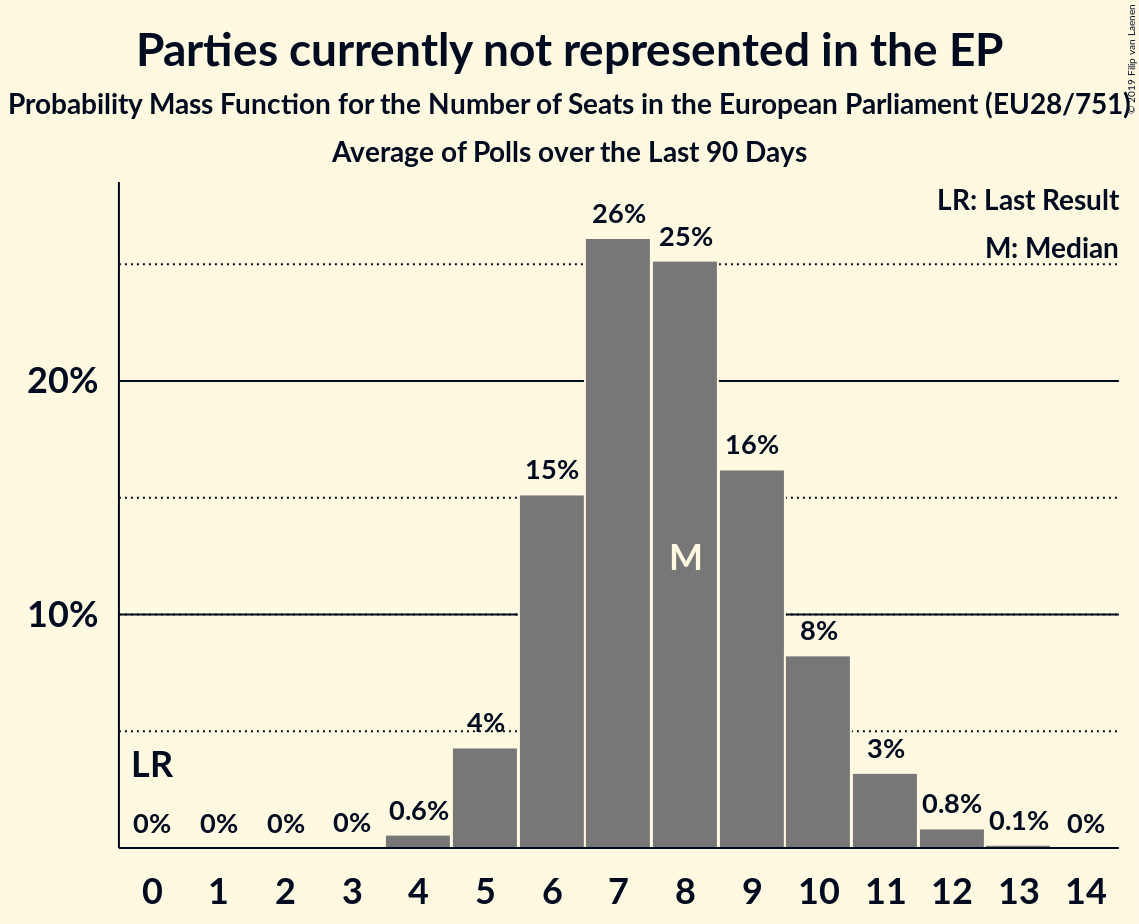 Parties currently not represented in the EP
Probability Mass Function for the Number of Seats in the European Parliament (EU28/751)
Average of Polls over the Last 90 Days
© 2019 Filip van Laenen
LR: Last Result
M: Median
26%
25%
20%
16%
15%
M
10%
8%
4%
3%
LR
0% 0% 0% 0% 0.6% 0.8% 0.1% 0%
0 1 2 3 4 5 6 7 8 9 10 11 12 13 14